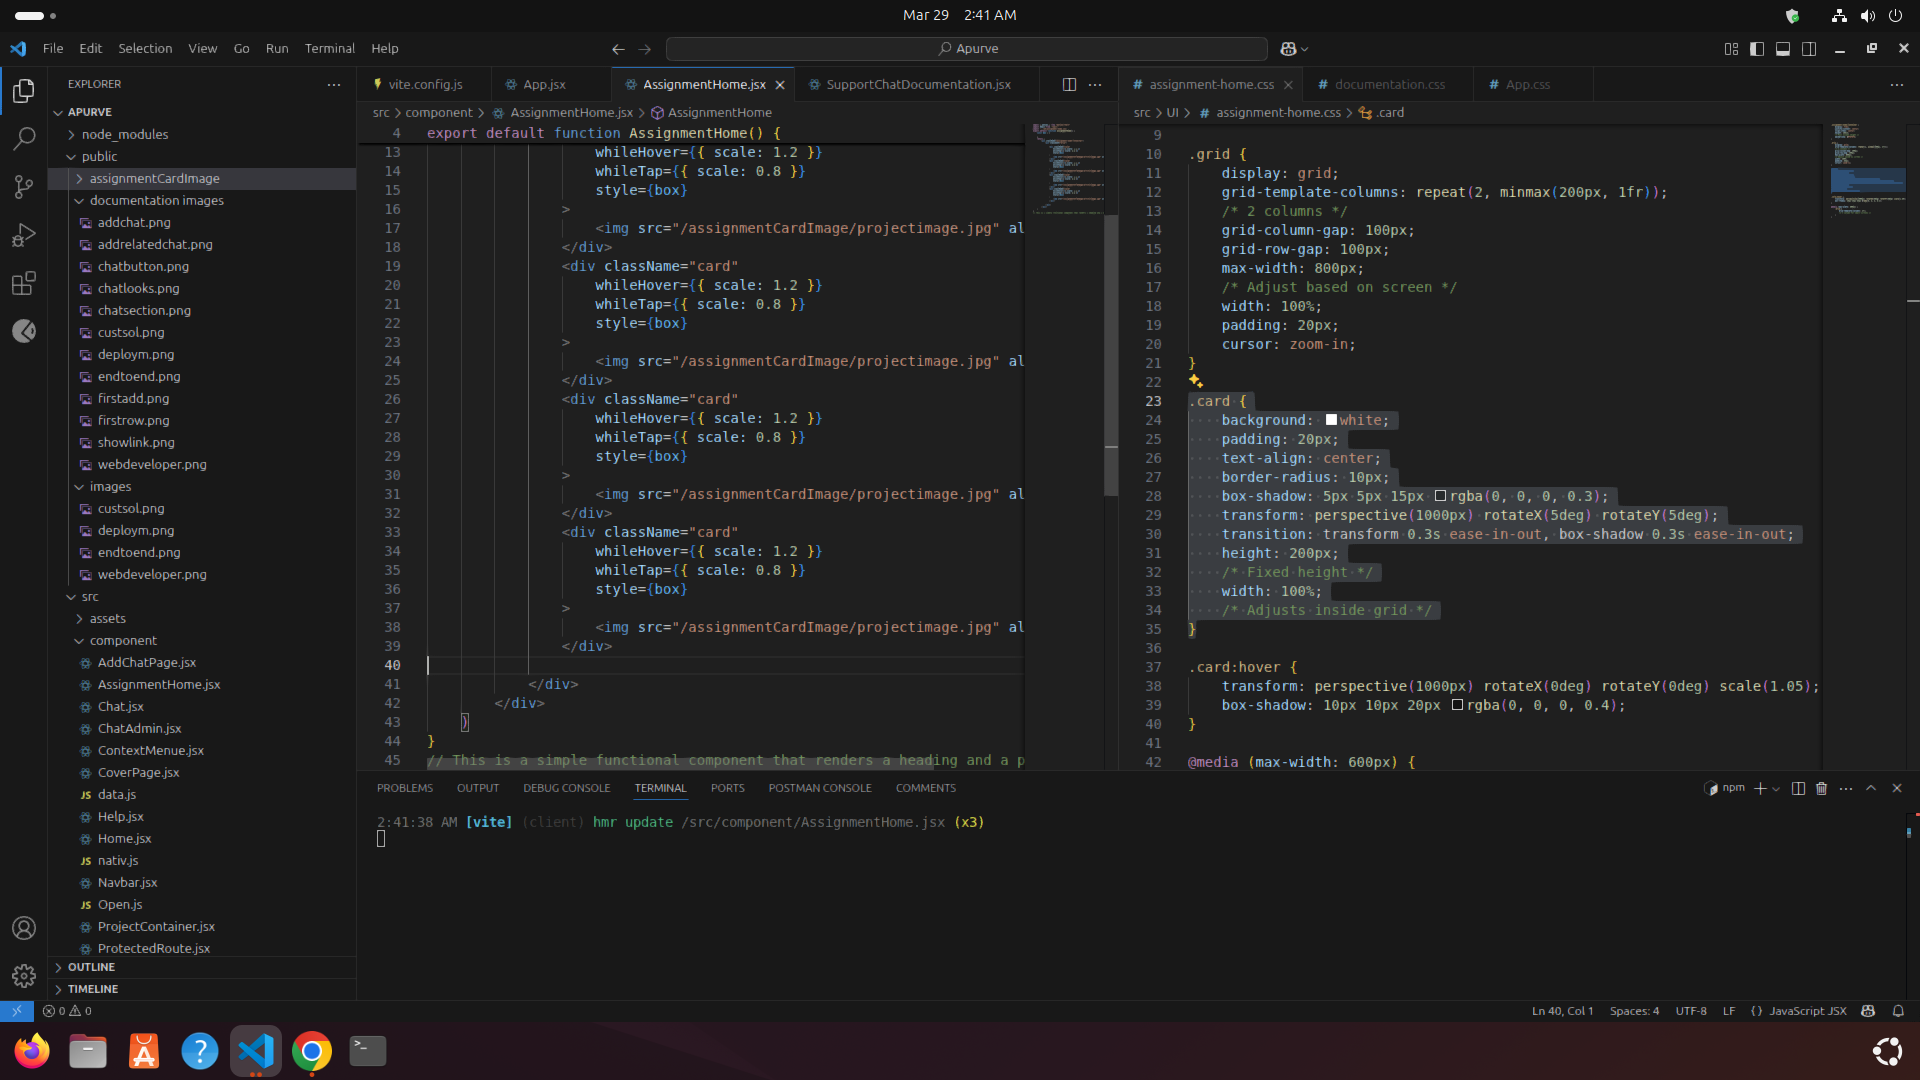 Mar 29 2:41 AM
File Edit Selection View Go Run Terminal Help
Apurve
EXPLORER
APURVE
node_modules
public
assignmentCardImage
documentation images
addchat.png
addrelatedchat.png
chatbutton.png
chatlooks.png
chatsection.png
custsol.png
deploym.png
endtoend.png
firstadd.png
firstrow.png
showlink.png
webdeveloper.png
images
custsol.png
deploym.png
endtoend.png
webdeveloper.png
src
assets
component
AddChatPage.jsx
AssignmentHome.jsx
Chat.jsx
ChatAdmin.jsx
ContextMenue.jsx
CoverPage.jsx
JS data.js
Help.jsx
Home.jsx
JS nativ.js
Navbar.jsx
JS Open.js
ProjectContainer.jsx
ProtectedRoute.jsx
OUTLINE
TIMELINE
vite.config.js App.jsx AssignmentHome.jsx SupportChatDocumentation.jsx
src > component > AssignmentHome.jsx > AssignmentHome
4 export default function AssignmentHome() {
13 whileHover={{ scale: 1.2 }}
14 whileTap={{ scale: 0.8 }}
15 style={box}
16 >
17 <img src="/assignmentCardImage/projectimage.jpg" al
18 </div>
19 <div className="card"
20 whileHover={{ scale: 1.2 }}
21 whileTap={{ scale: 0.8 }}
22 style={box}
23 >
24 <img src="/assignmentCardImage/projectimage.jpg" al
25 </div>
26 <div className="card"
27 whileHover={{ scale: 1.2 }}
28 whileTap={{ scale: 0.8 }}
29 style={box}
30 >
31 <img src="/assignmentCardImage/projectimage.jpg" al
32 </div>
33 <div className="card"
34 whileHover={{ scale: 1.2 }}
35 whileTap={{ scale: 0.8 }}
36 style={box}
37 >
38 <img src="/assignmentCardImage/projectimage.jpg" al
39 </div>
40
41 </div>
42 </div>
43 )
44 }
45 // This is a simple functional component that renders a heading and a p
# assignment-home.css # documentation.css # App.css
src > UI > # assignment-home.css > .card
9
10 .grid {
11 display: grid;
12 grid-template-columns: repeat(2, minmax(200px, 1fr));
13 /* 2 columns */
14 grid-column-gap: 100px;
15 grid-row-gap: 100px;
16 max-width: 800px;
17 /* Adjust based on screen */
18 width: 100%;
19 padding: 20px;
20 cursor: zoom-in;
21 }
22
23 .card {
24 background: white;
25 padding: 20px;
26 text-align: center;
27 border-radius: 10px;
28 box-shadow: 5px 5px 15px rgba(0, 0, 0, 0.3);
29 transform: perspective(1000px) rotateX(5deg) rotateY(5deg);
30 transition: transform 0.3s ease-in-out, box-shadow 0.3s ease-in-out;
31 height: 200px;
32 /* Fixed height */
33 width: 100%;
34 /* Adjusts inside grid */
35 }
36
37 .card:hover {
38 transform: perspective(1000px) rotateX(0deg) rotateY(0deg) scale(1.05);
39 box-shadow: 10px 10px 20px rgba(0, 0, 0, 0.4);
40 }
41
42 @media (max-width: 600px) {
PROBLEMS OUTPUT DEBUG CONSOLE TERMINAL PORTS POSTMAN CONSOLE COMMENTS
npm
2:41:38 AM [vite] (client) hmr update /src/component/AssignmentHome.jsx (x3)
0 0
Ln 40, Col 1 Spaces: 4 UTF-8 LF {} JavaScript JSX